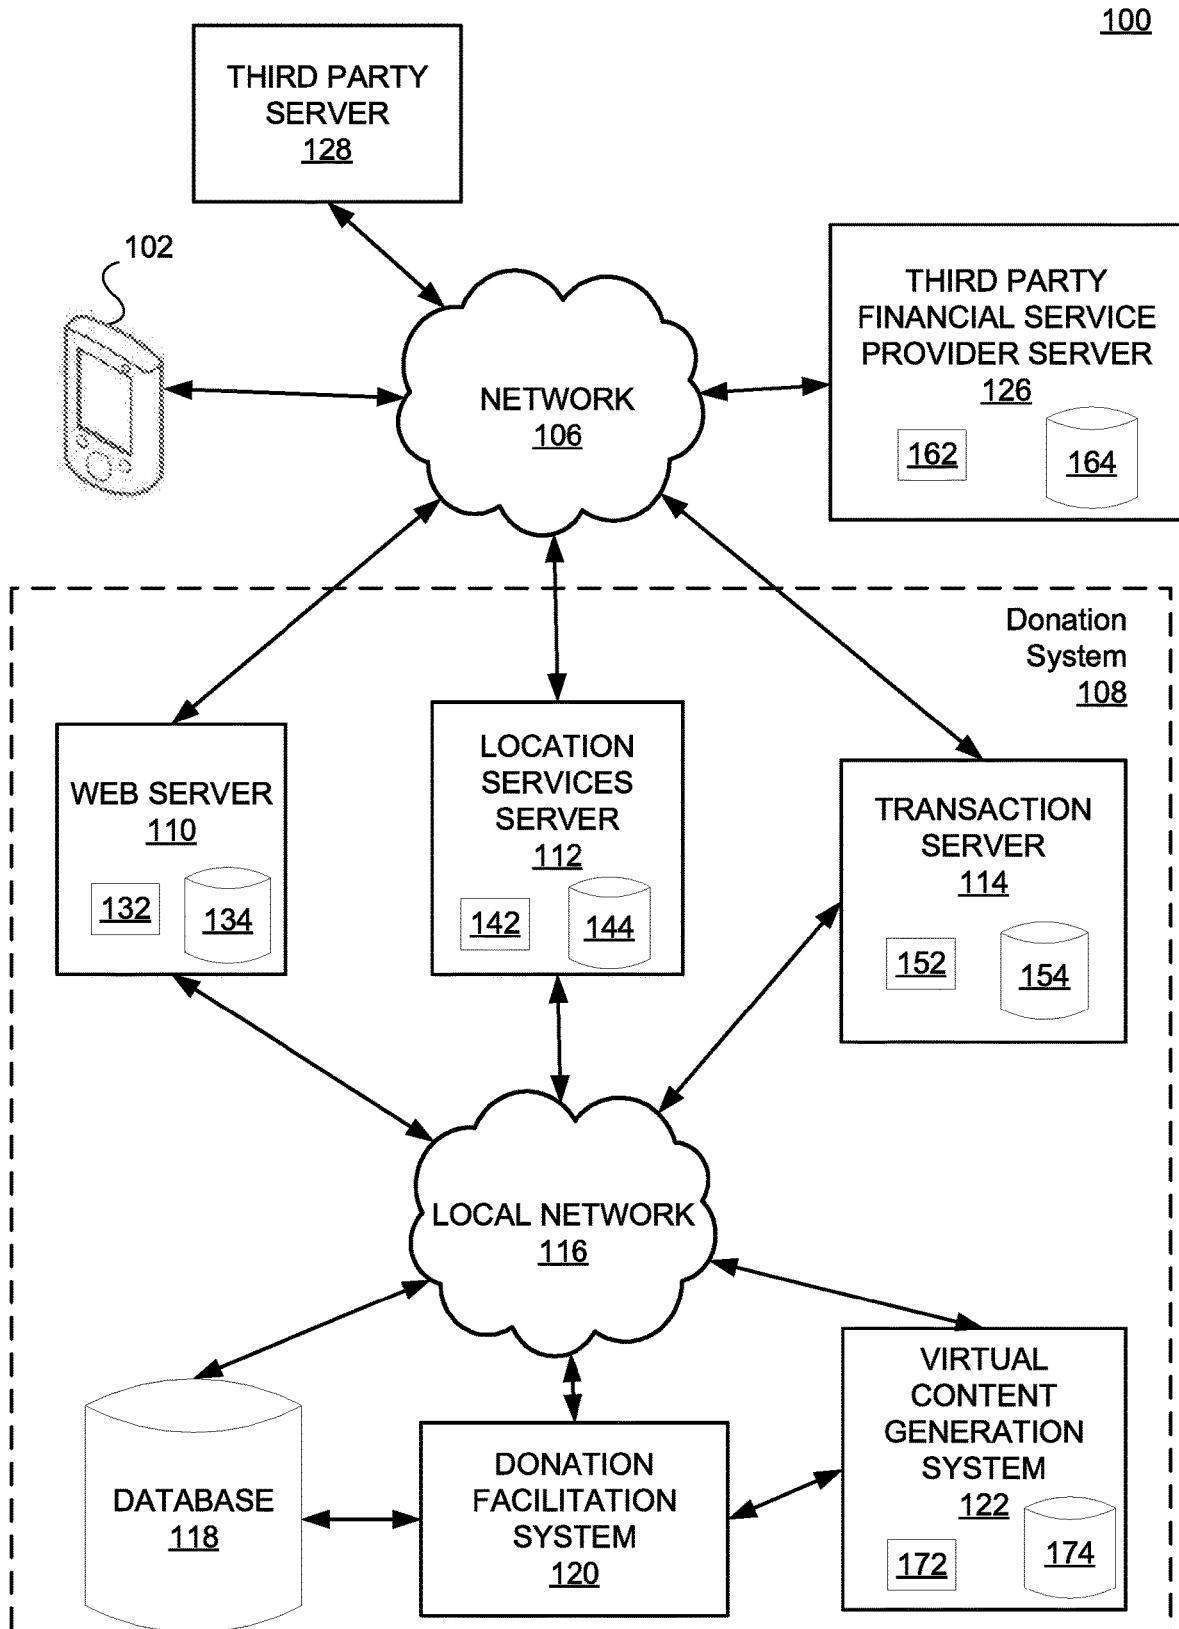 100
THIRD PARTY
SERVER
128
102
THIRD PARTY
FINANCIAL SERVICE
PROVIDER SERVER
126
162
164
NETWORK
106
Donation
System
108
WEB SERVER
110
132
134
LOCATION
SERVICES
SERVER
112
142
144
TRANSACTION
SERVER
114
152
154
LOCAL NETWORK
116
DATABASE
118
DONATION
FACILITATION
SYSTEM
120
VIRTUAL
CONTENT
GENERATION
SYSTEM
122
172
174